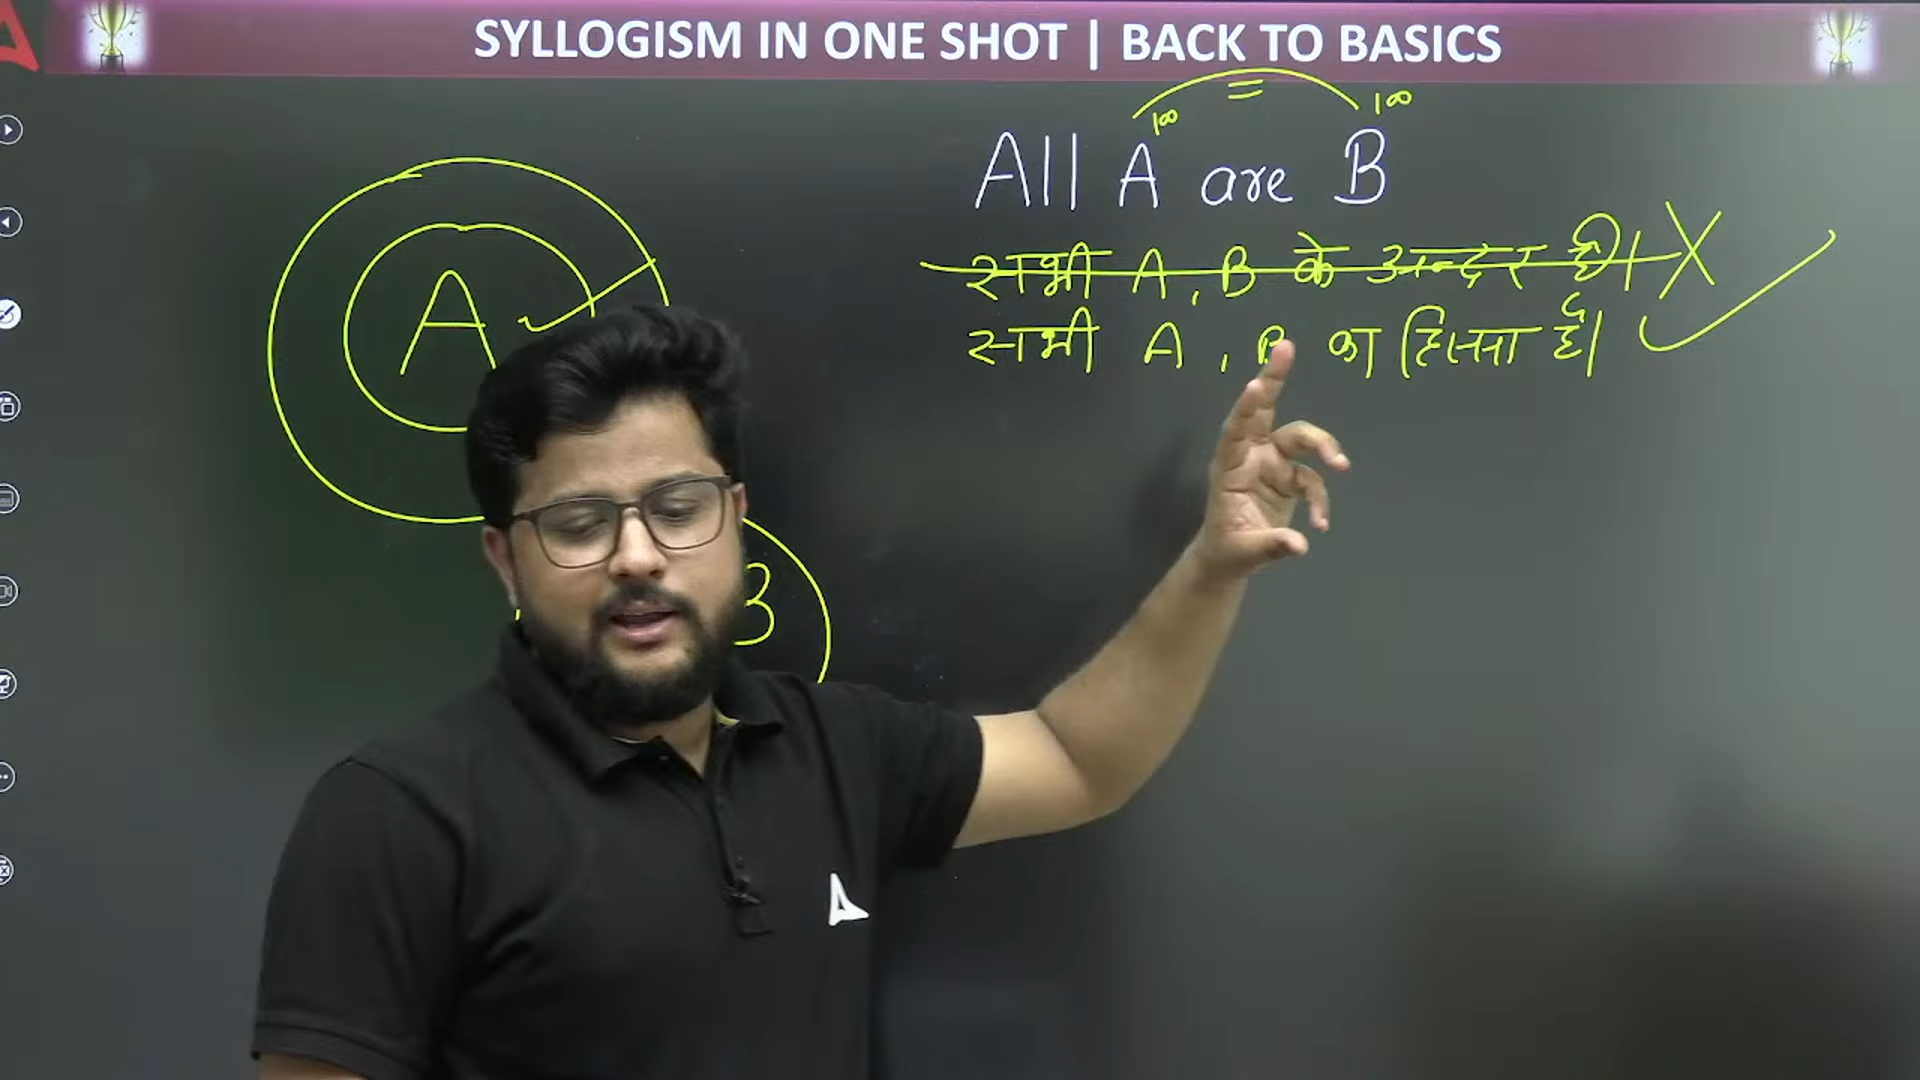 SYLLOGISM IN ONE SHOT | BACK TO BASICS
100 = 100
All A are B
सभी A, B के अन्दर है। X
सभी A, B का हिस्सा है।
A
B